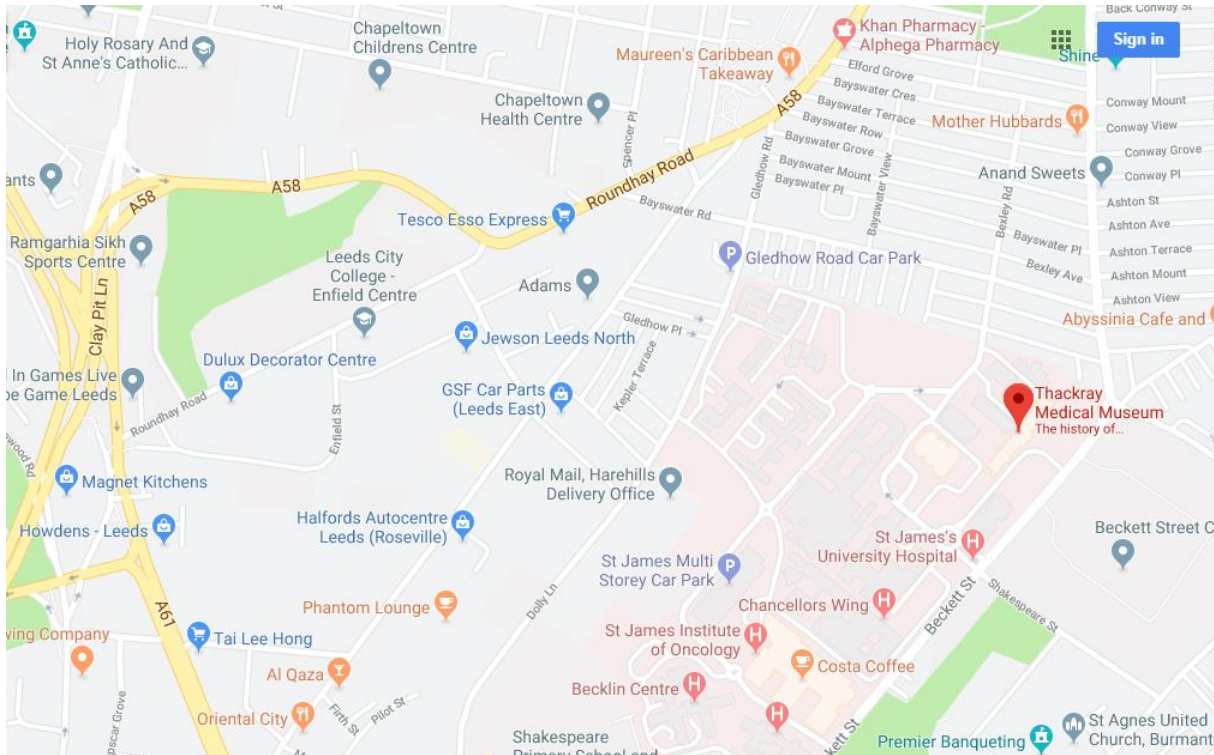 Back Conway St
Holy Rosary And
St Anne's Catholic...
Chapeltown
Childrens Centre
Khan Pharmacy -
Alphega Pharmacy
Sign in
Shine
Maureen's Caribbean
Takeaway
A58
Elford Grove
Bayswater Cres
Bayswater Terrace
Bayswater Row
Bayswater Grove
Bayswater Mount
Bayswater Pl
Mother Hubbards
Conway Mount
Conway View
Conway Grove
Conway Pl
Chapeltown
Health Centre
Spencer Pl
Gledhow Rd
Bayswater View
Bexley Rd
Anand Sweets
Ashton St
Ashton Ave
Ashton Terrace
Ashton Mount
Ashton View
ants
A58
A58
Roundhay Road
Tesco Esso Express
Bayswater Rd
Bayswater Pl
Bexley Ave
Ramgarhia Sikh
Sports Centre
Clay Pit Ln
Leeds City
College -
Enfield Centre
Adams
Gledhow Road Car Park
Gledhow Pl
Abyssinia Cafe and
Jewson Leeds North
Dulux Decorator Centre
Kepler Terrace
d In Games Live
pe Game Leeds
Roundhay Road
Enfield St
GSF Car Parts
(Leeds East)
Thackray
Medical Museum
The history of...
Magnet Kitchens
Royal Mail, Harehills
Delivery Office
Howdens - Leeds
Halfords Autocentre
Leeds (Roseville)
St James's
University Hospital
Beckett Street C
St James Multi
Storey Car Park
Dolly Ln
Beckett St
Shakespeare St
A61
Phantom Lounge
Chancellors Wing
wing Company
Tai Lee Hong
St James Institute
of Oncology
Costa Coffee
Al Qaza
Becklin Centre
Oriental City
Firth St
Pilot St
Shakespeare
Primary School and
ckett St
Premier Banqueting
St Agnes United
Church, Burmant